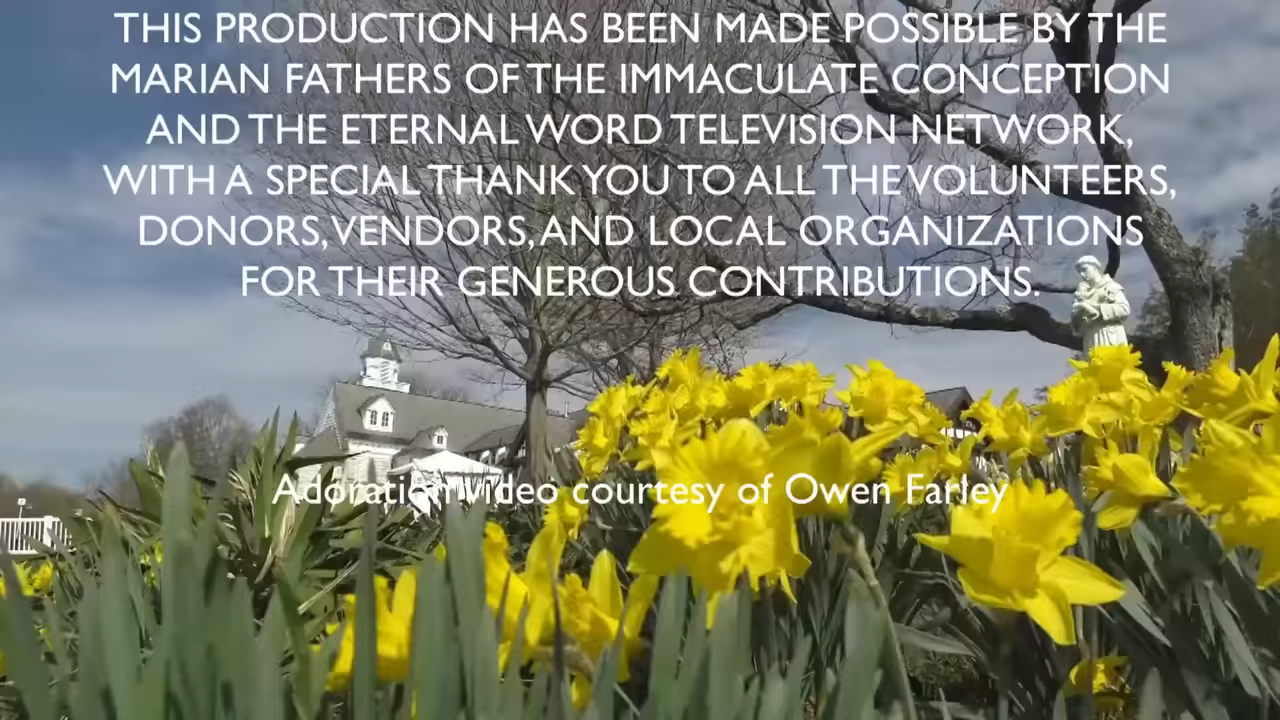 THIS PRODUCTION HAS BEEN MADE POSSIBLE BY THE
MARIAN FATHERS OF THE IMMACULATE CONCEPTION
AND THE ETERNAL WORD TELEVISION NETWORK,
WITH A SPECIAL THANK YOU TO ALL THE VOLUNTEERS,
DONORS, VENDORS, AND LOCAL ORGANIZATIONS
FOR THEIR GENEROUS CONTRIBUTIONS.
Adoration video courtesy of Owen Farley